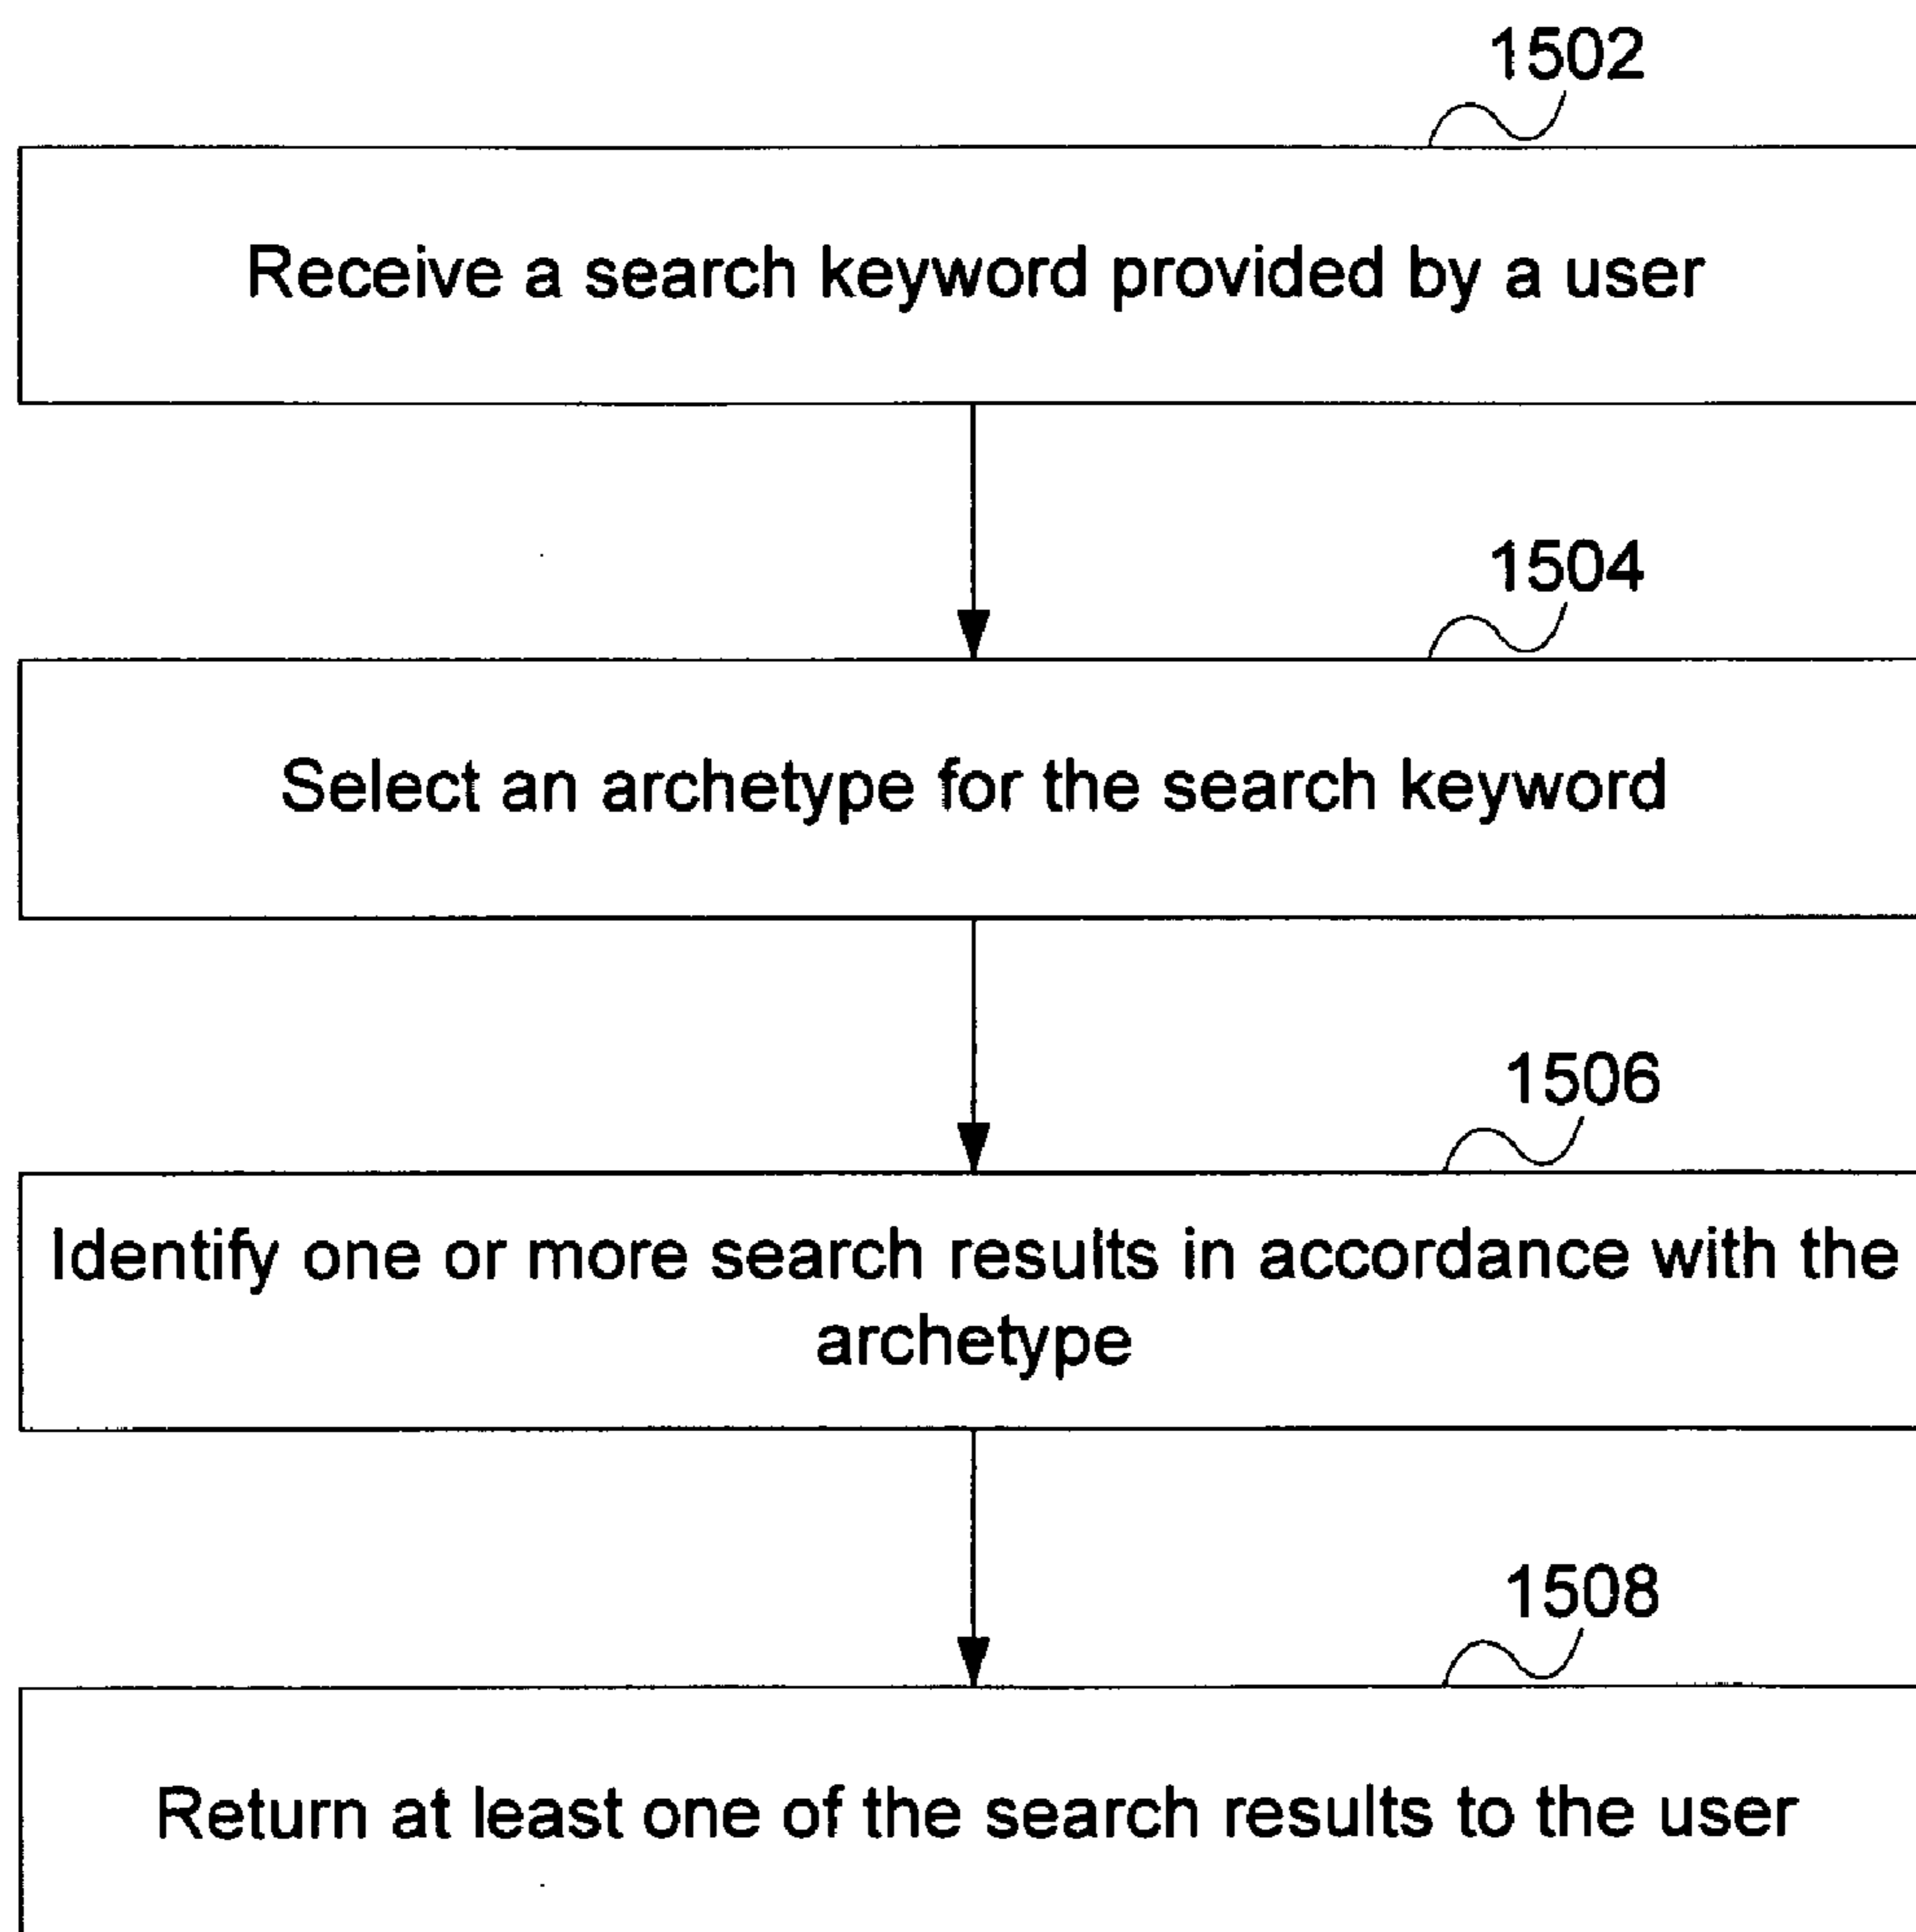 1502
Receive a search keyword provided by a user
1504
Select an archetype for the search keyword
1506
Identify one or more search results in accordance with the
archetype
1508
Return at least one of the search results to the user